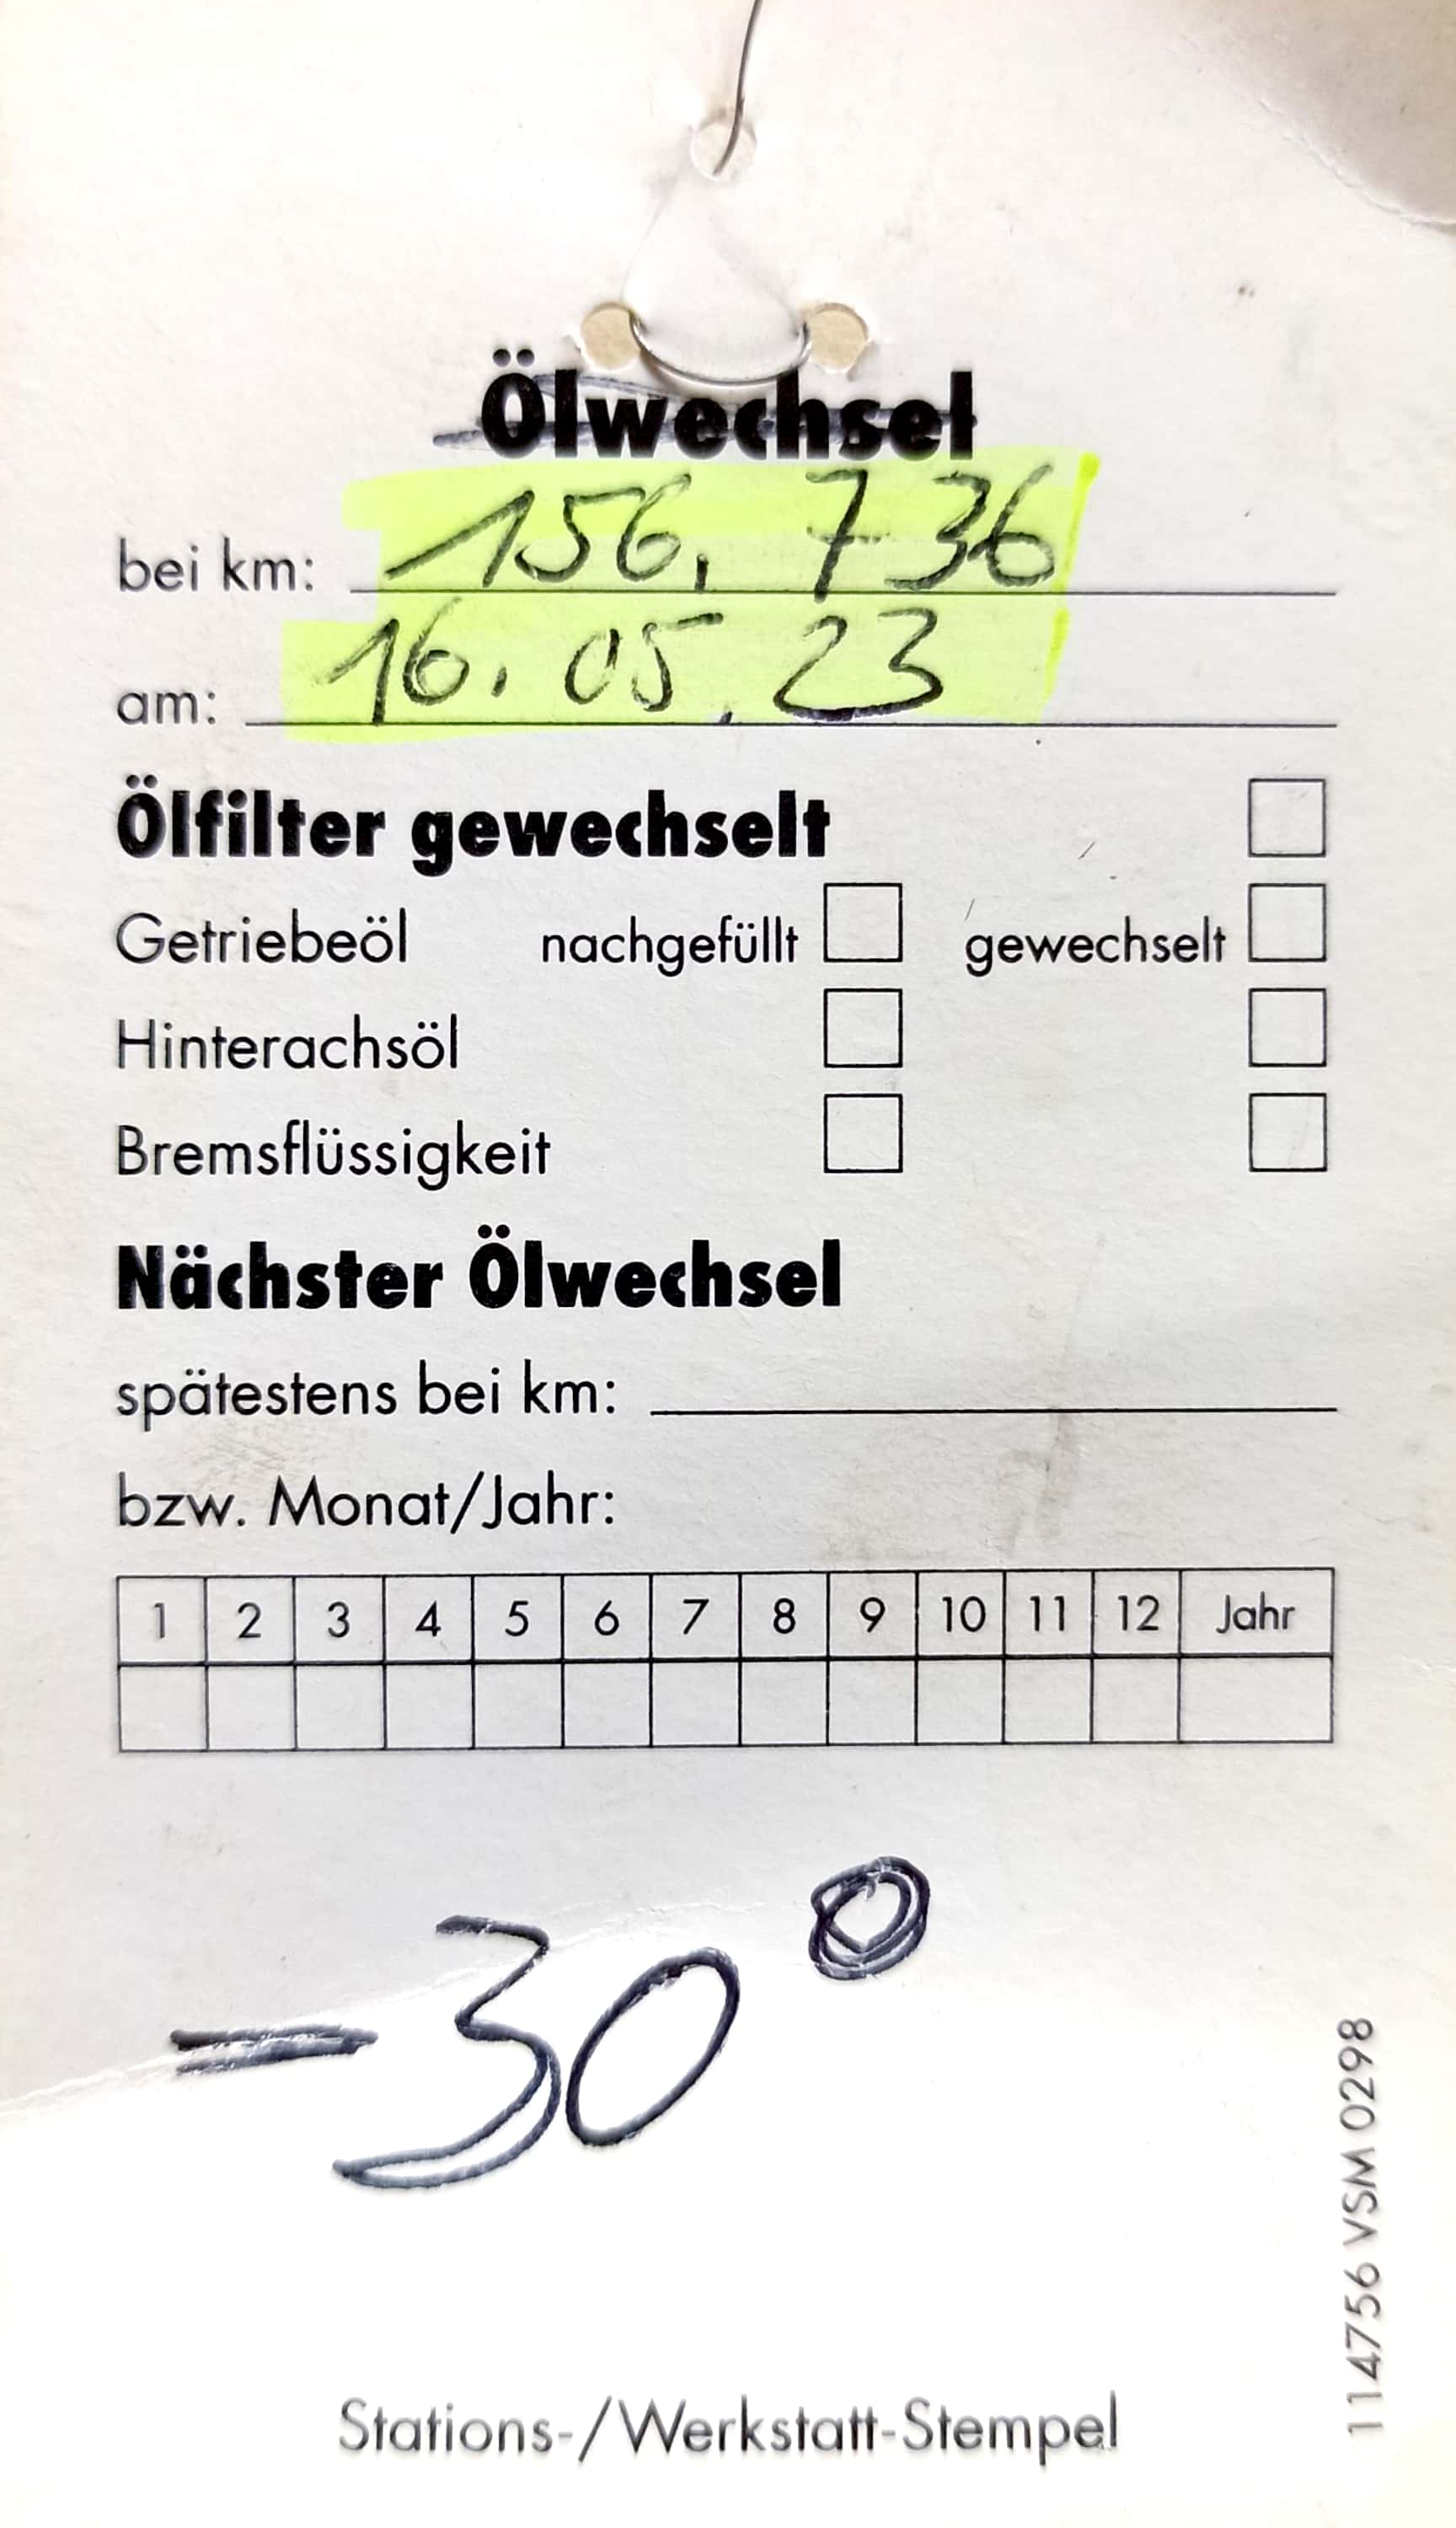 Ölwechsel
bei km: 156, 736
am: 16. 05. 23
Ölfilter gewechselt
Getriebeöl nachgefüllt gewechselt
Hinterachsöl
Bremsflüssigkeit
Nächster Ölwechsel
spätestens bei km:
bzw. Monat/Jahr:
1 2 3 4 5 6 7 8 9 10 11 12 Jahr
-30°
Stations-/Werkstatt-Stempel
114756 VSM 0298